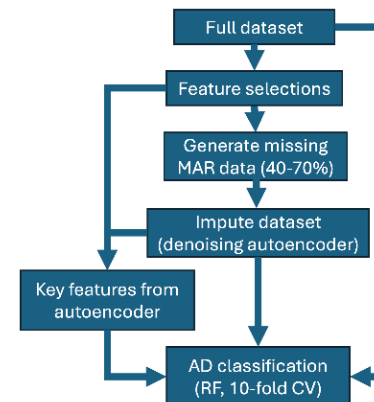 Full dataset
Feature selections
Generate missing
MAR data (40-70%)
Impute dataset
(denoising autoencoder)
Key features from
autoencoder
AD classification
(RF, 10-fold CV)